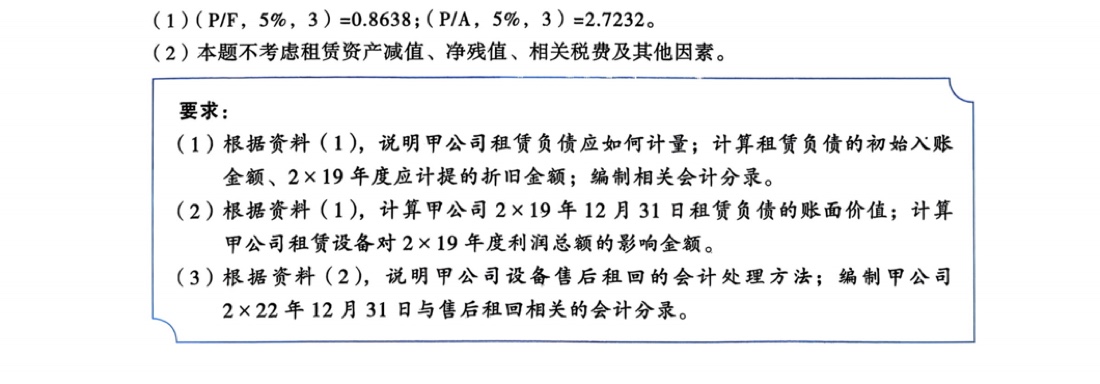 (1)(P/F，5%，3)=0.8638;(P/A，5%，3)=2.7232。
(2)本题不考虑租赁资产减值、净残值、相关税费及其他因素。
要求：
(1)根据资料(1)，说明甲公司租赁负债应如何计量；计算租赁负债的初始入账
金额、2×19年度应计提的折旧金额；编制相关会计分录。
(2)根据资料(1)，计算甲公司2×19年12月31日租赁负债的账面价值；计算
甲公司租赁设备对2×19年度利润总额的影响金额。
(3)根据资料(2)，说明甲公司设备售后租回的会计处理方法；编制甲公司
2×22年12月31日与售后租回相关的会计分录。